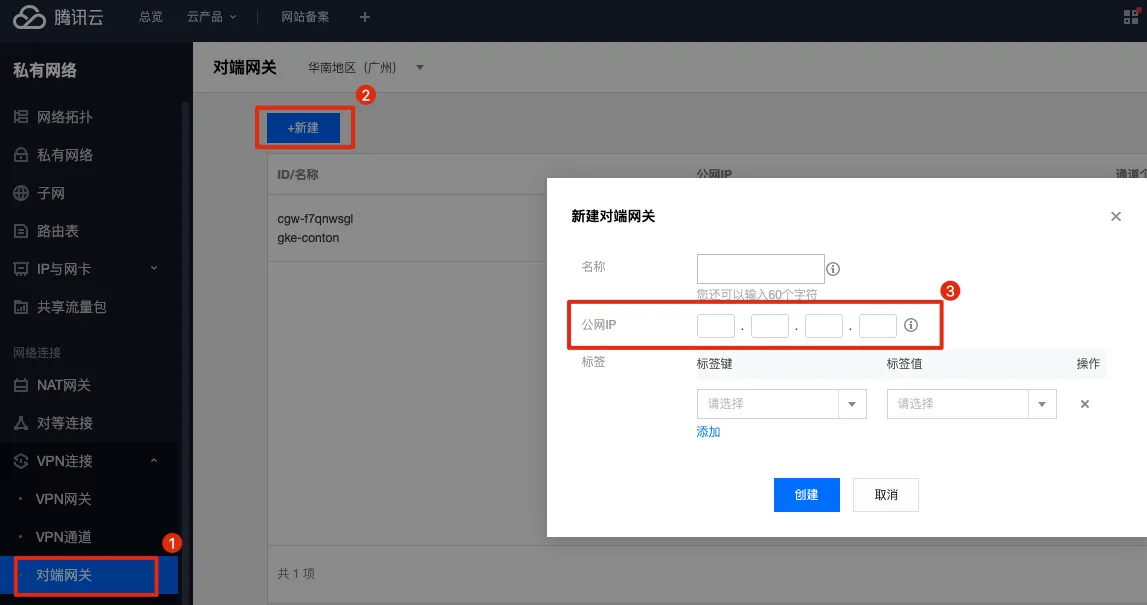 腾讯云 总览 云产品 网站备案
私有网络
网络拓扑
私有网络
子网
路由表
IP与网卡
共享流量包
网络连接
NAT网关
对等连接
VPN连接
VPN网关
VPN通道
1
对端网关
对端网关 华南地区（广州）
2
+新建
ID/名称 公网IP 通道个
cgw-f7qnwsgl
gke-conton
共 1 项
新建对端网关
名称
您还可以输入60个字符
3
公网IP . . .
标签 标签键 标签值 操作
请选择 请选择
添加
创建 取消